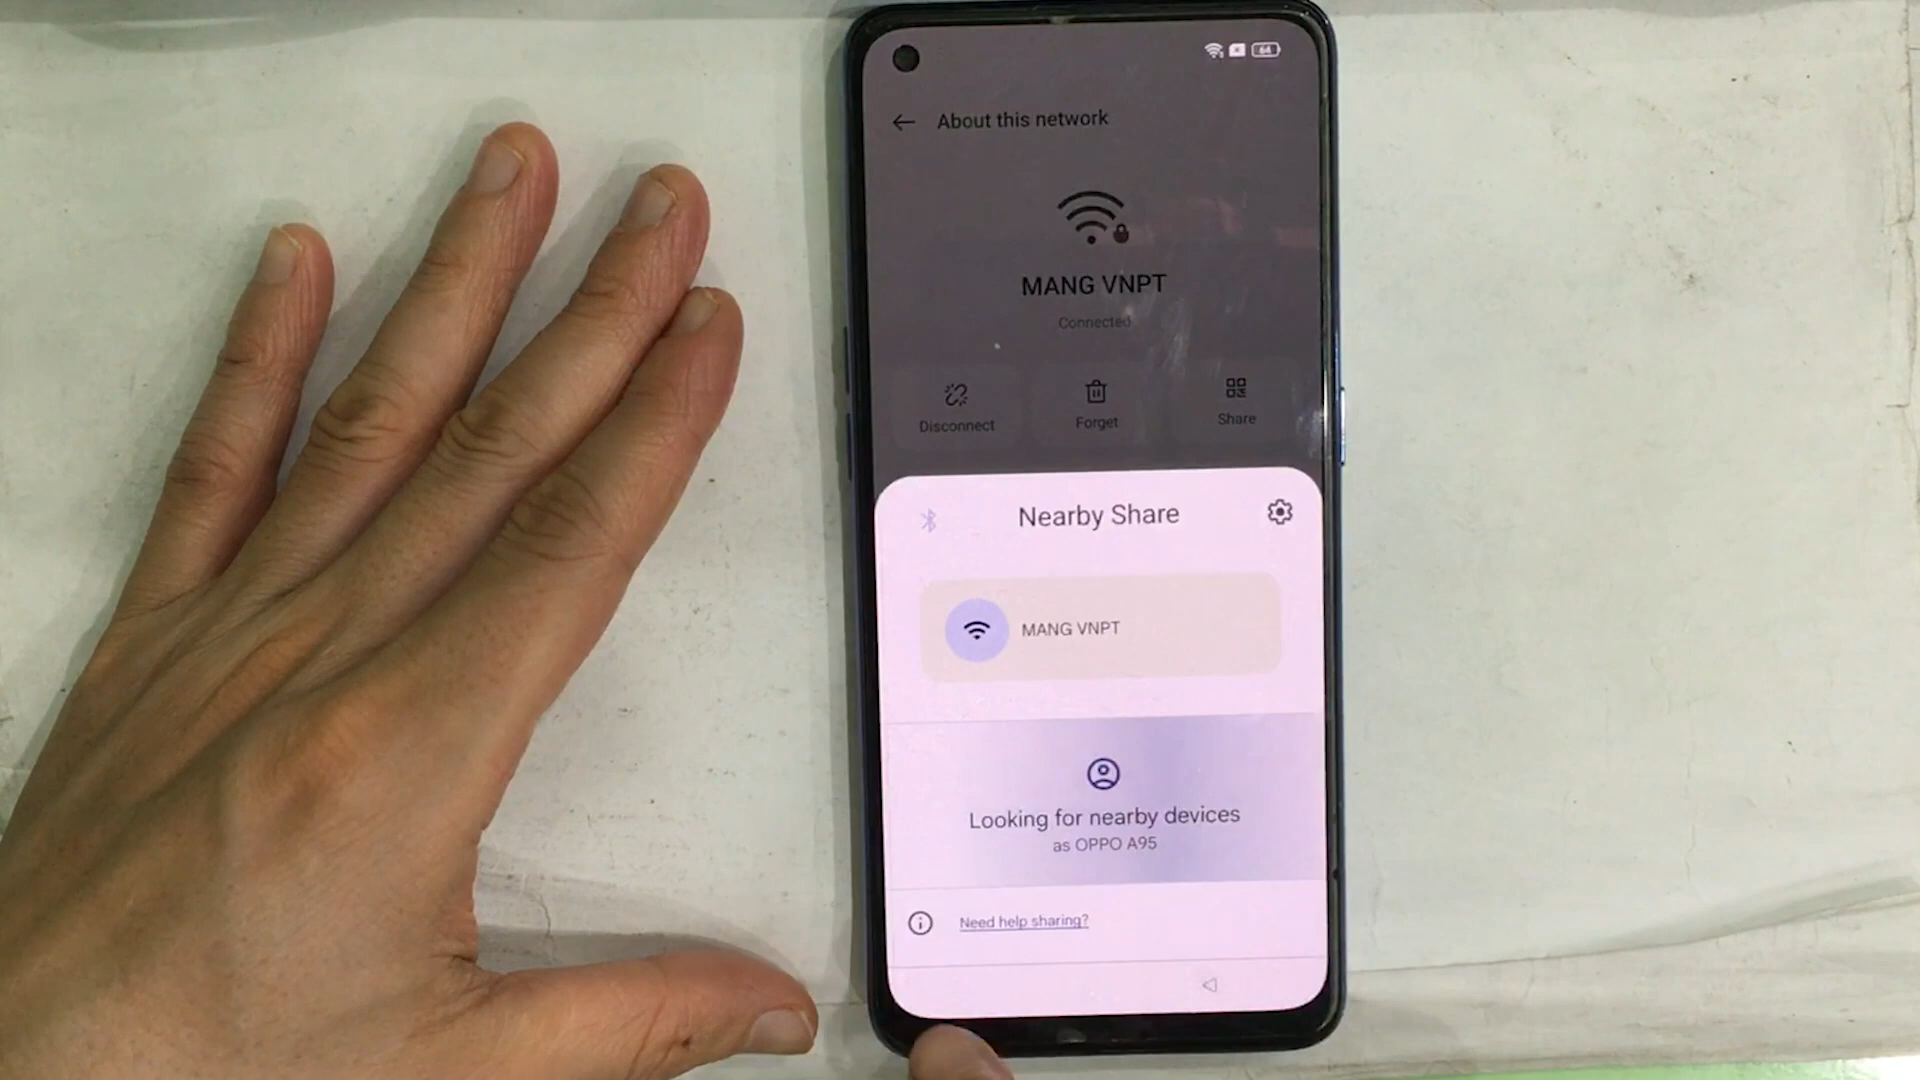 64
About this network
MANG VNPT
Connected
Disconnect
Forget
Share
Nearby Share
MANG VNPT
Looking for nearby devices
as OPPO A95
Need help sharing?